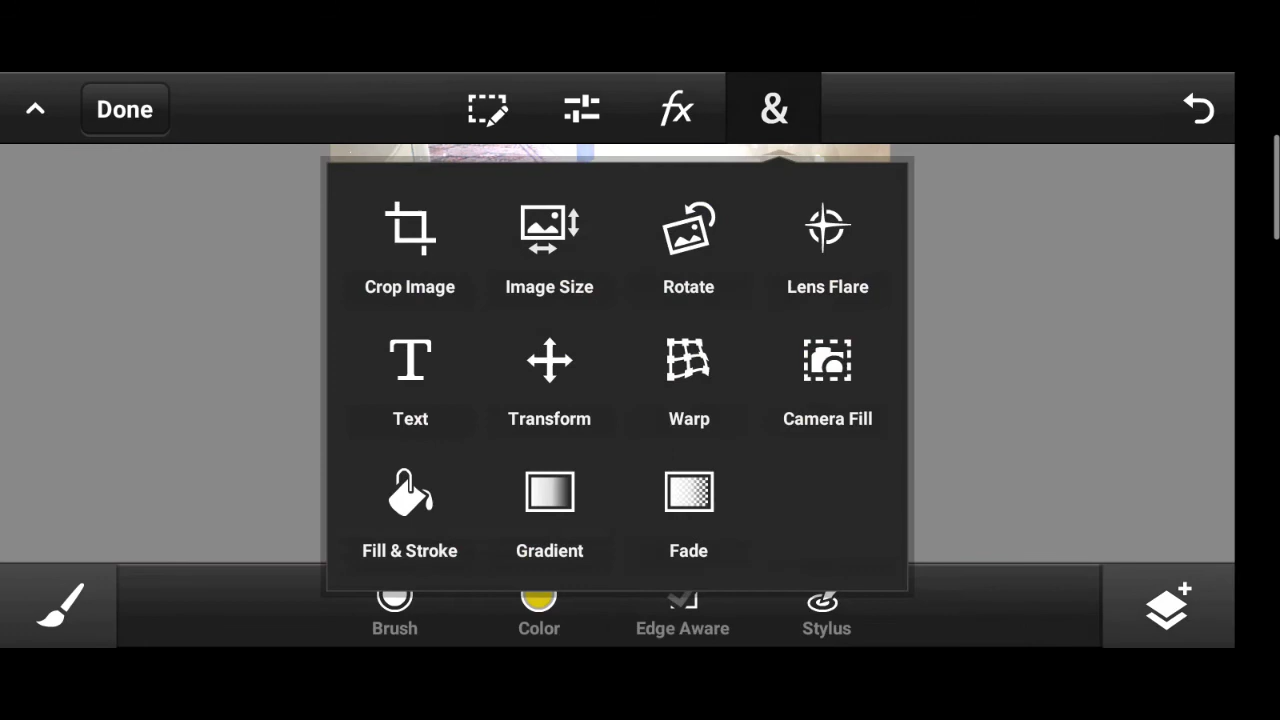 Done fx &
Crop Image Image Size Rotate Lens Flare
T
Text Transform Warp Camera Fill
Fill & Stroke Gradient Fade
Brush Color Edge Aware Stylus